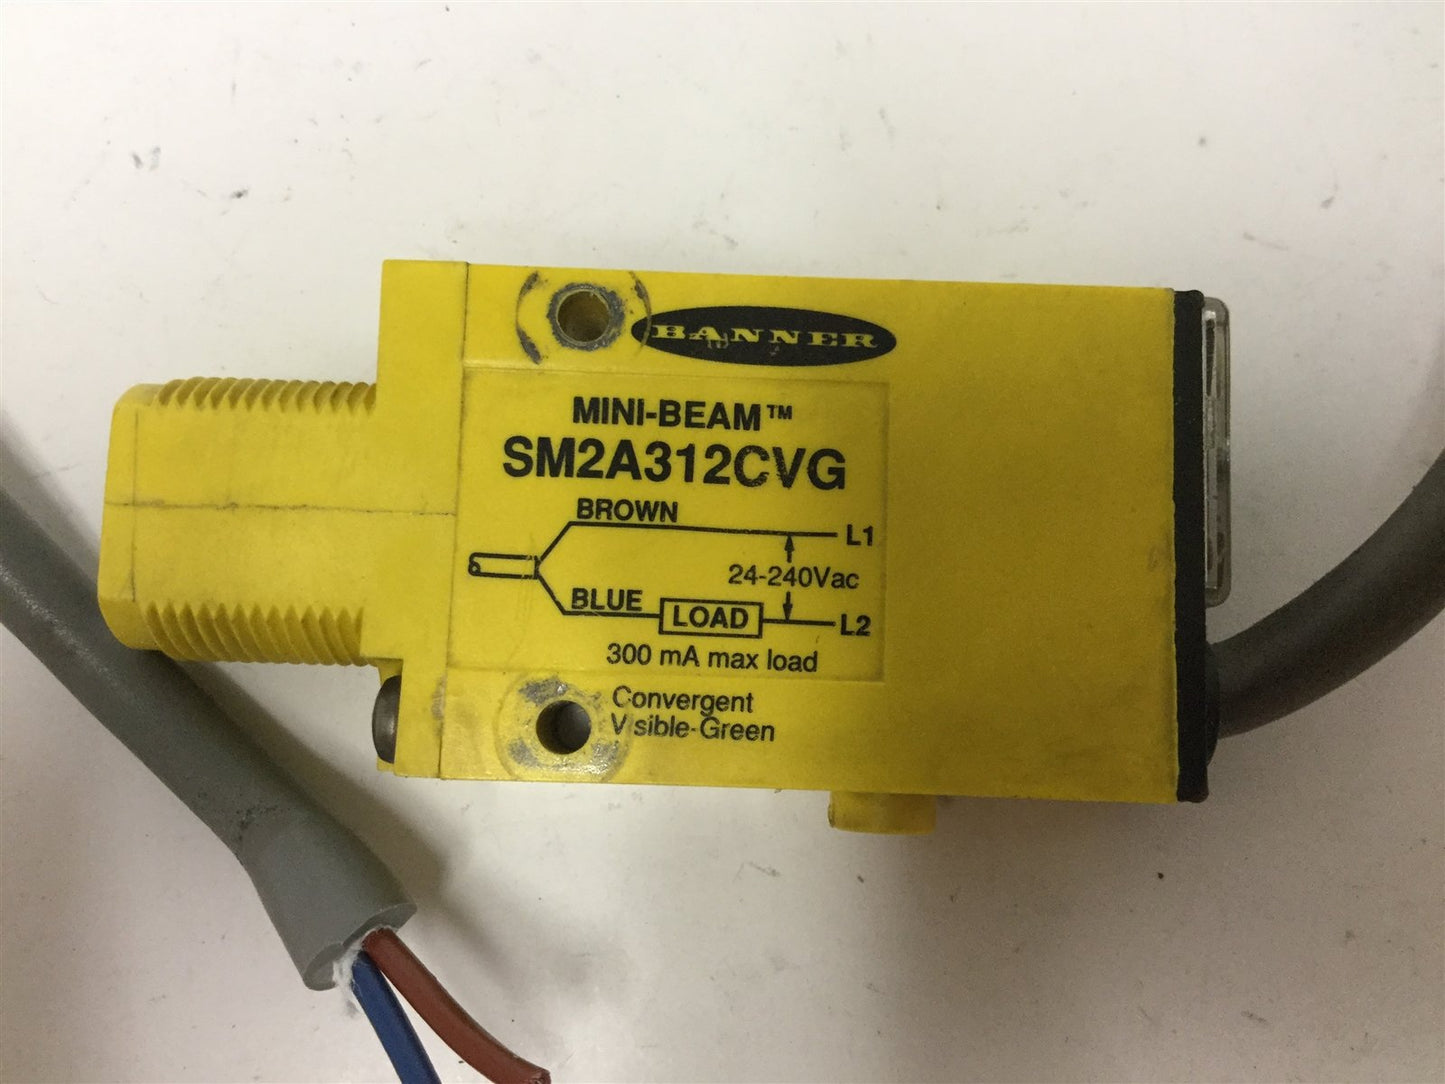 BANNER
MINI-BEAM™
SM2A312CVG
BROWN
L1
24-240Vac
BLUE
LOAD
L2
300 mA max load
Convergent
Visible-Green